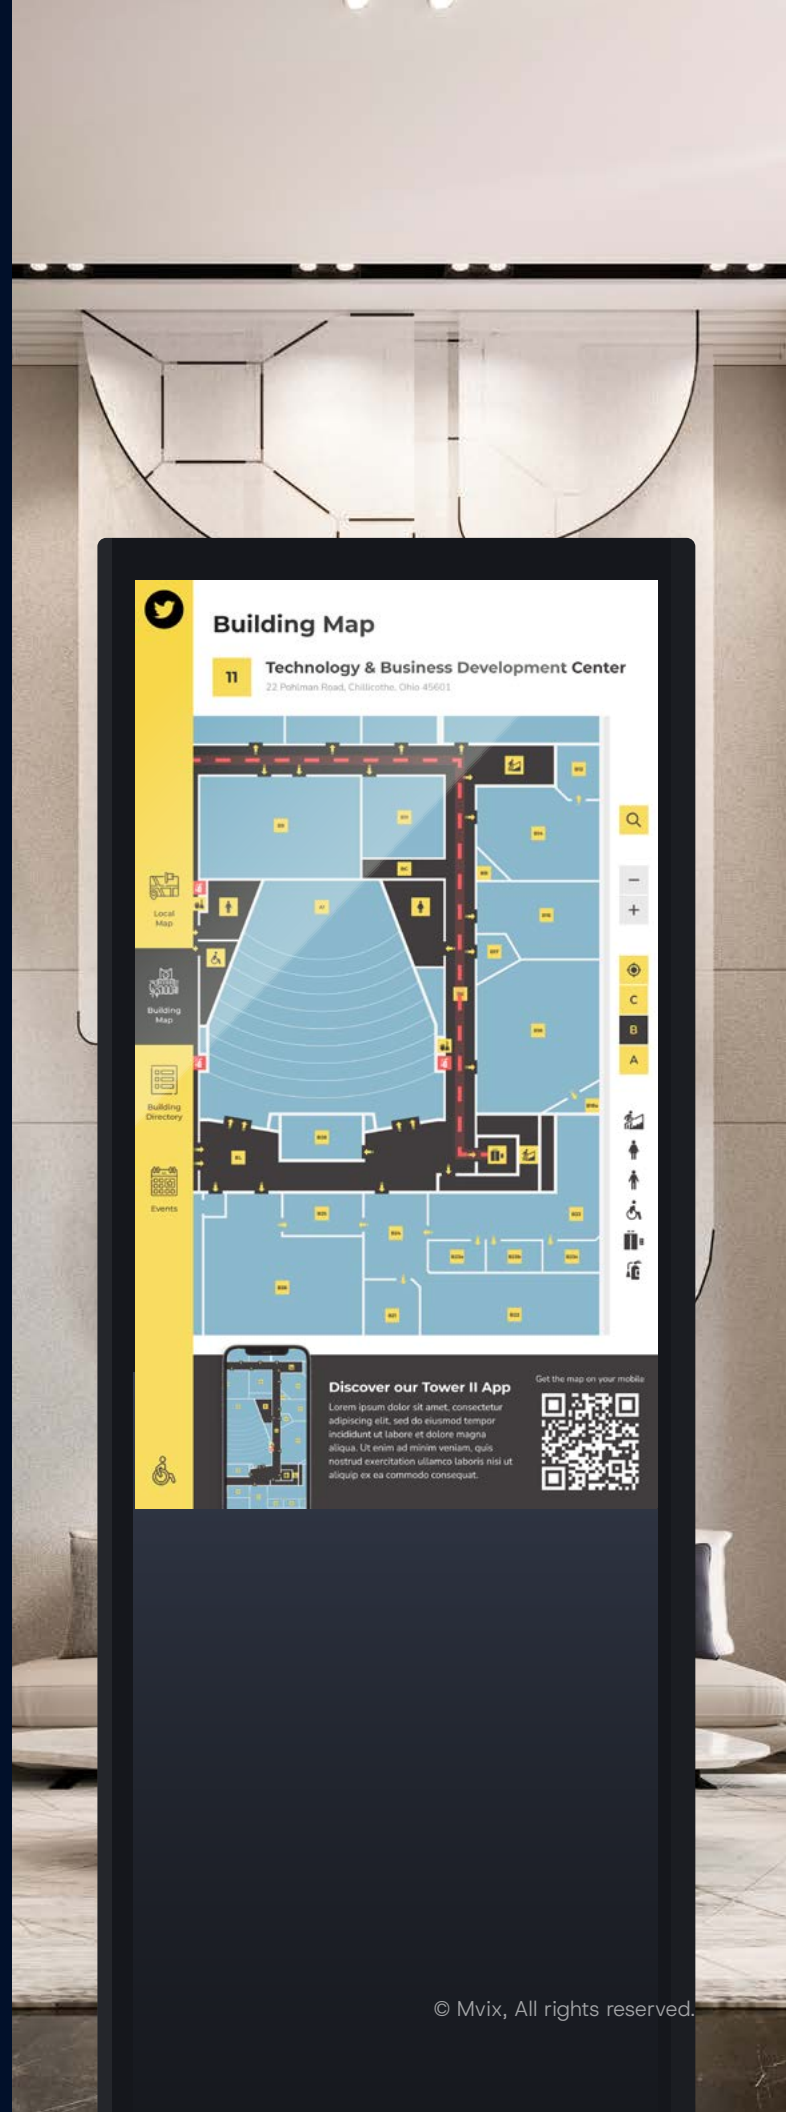 Building Map
11
Technology & Business Development Center
22 Pohlman Road, Chillicothe, Ohio 45601
Local
Map
Building
Map
Building
Directory
Events
C
B
A
Discover our Tower II App
Lorem ipsum dolor sit amet, consectetur
adipiscing elit, sed do eiusmod tempor
incididunt ut labore et dolore magna
aliqua. Ut enim ad minim veniam, quis
nostrud exercitation ullamco laboris nisi ut
aliquip ex ea commodo consequat.
Get the map on your mobile
© Mvix, All rights reserved.